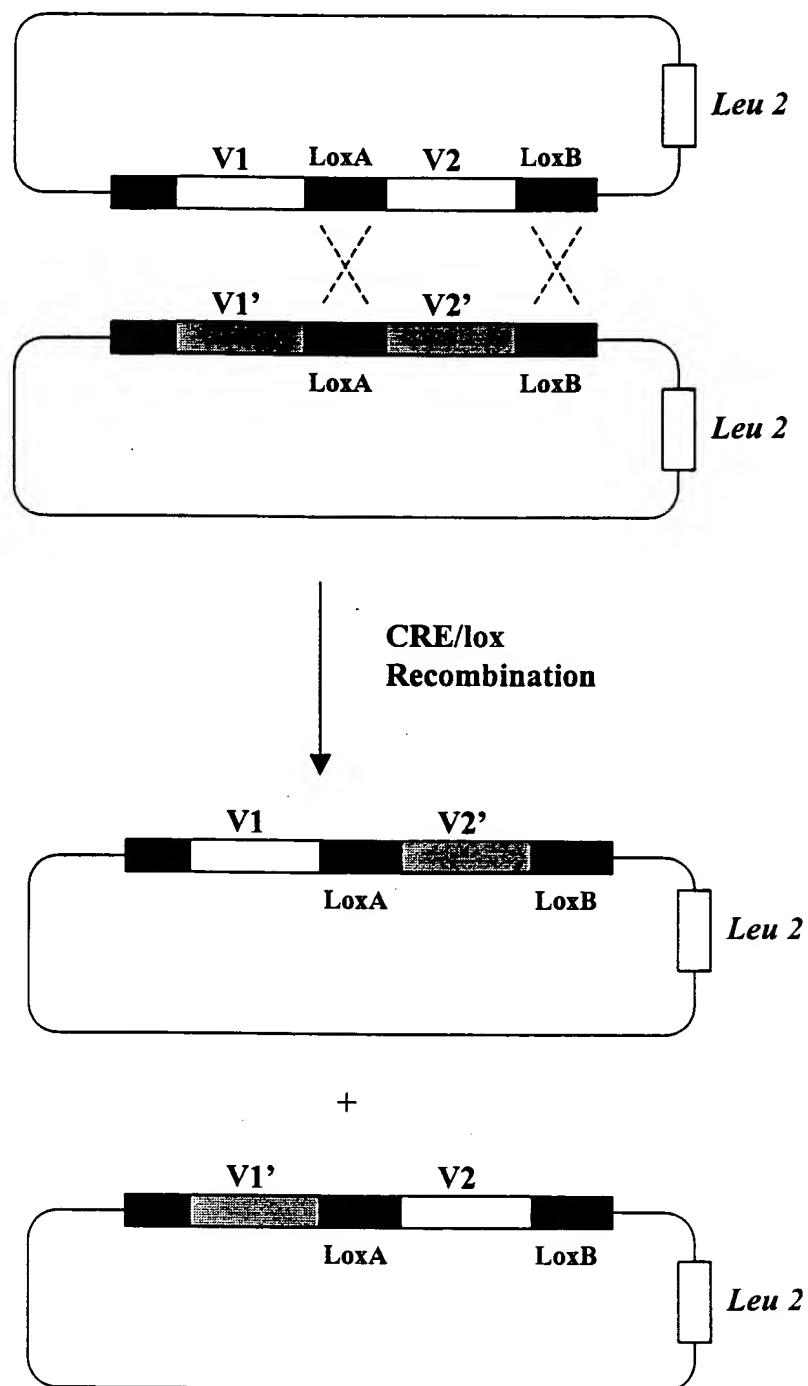 Leu 2
V1 LoxA V2 LoxB
V1’ V2’
LoxA LoxB
Leu 2
CRE/lox
Recombination
V1 V2’
LoxA LoxB
Leu 2
+
V1’ V2
LoxA LoxB
Leu 2